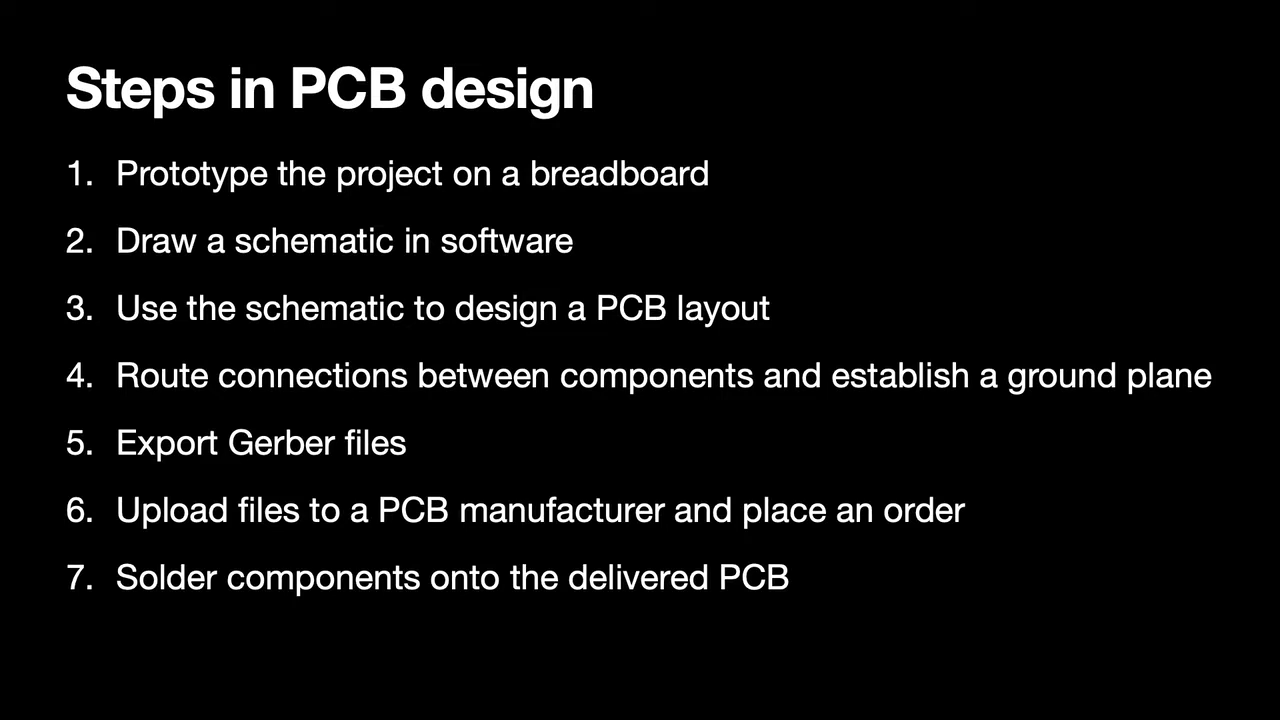 Steps in PCB design
1. Prototype the project on a breadboard
2. Draw a schematic in software
3. Use the schematic to design a PCB layout
4. Route connections between components and establish a ground plane
5. Export Gerber files
6. Upload files to a PCB manufacturer and place an order
7. Solder components onto the delivered PCB